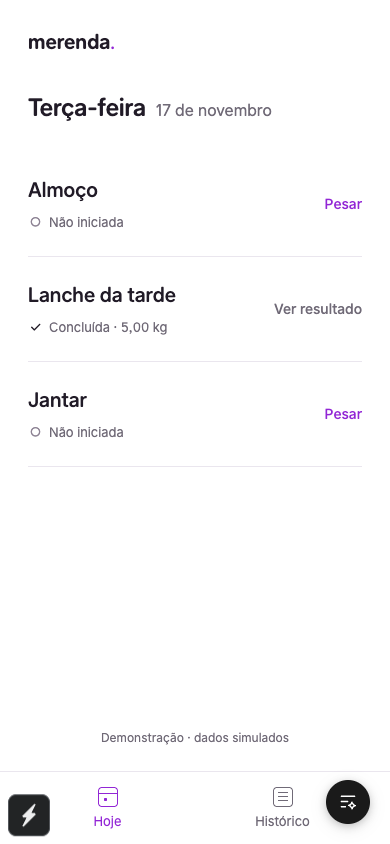 merenda.
Terça-feira 17 de novembro
Almoço
Não iniciada
Pesar
Lanche da tarde
Concluída · 5,00 kg
Ver resultado
Jantar
Não iniciada
Pesar
Demonstração · dados simulados
Hoje
Histórico